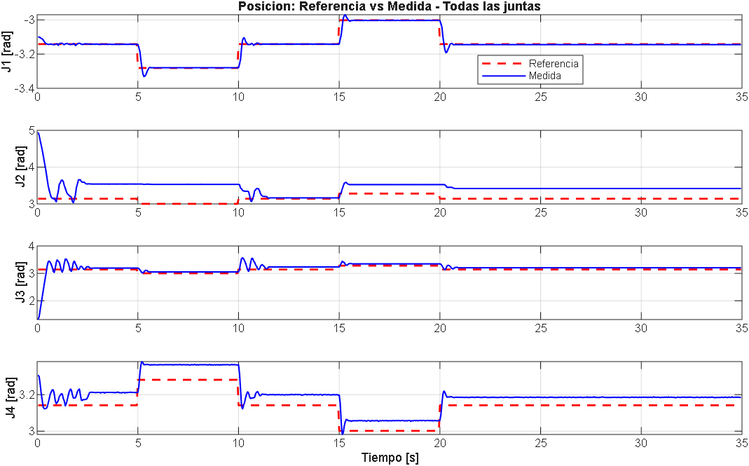 Posicion: Referencia vs Medida - Todas las juntas
-3
-3.2
-3.4
J1 [rad]
0 5 10 15 20 25 30 35
Referencia
Medida
5
4
3
J2 [rad]
0 5 10 15 20 25 30 35
4
3
2
J3 [rad]
0 5 10 15 20 25 30 35
3.2
3
J4 [rad]
0 5 10 15 20 25 30 35
Tiempo [s]